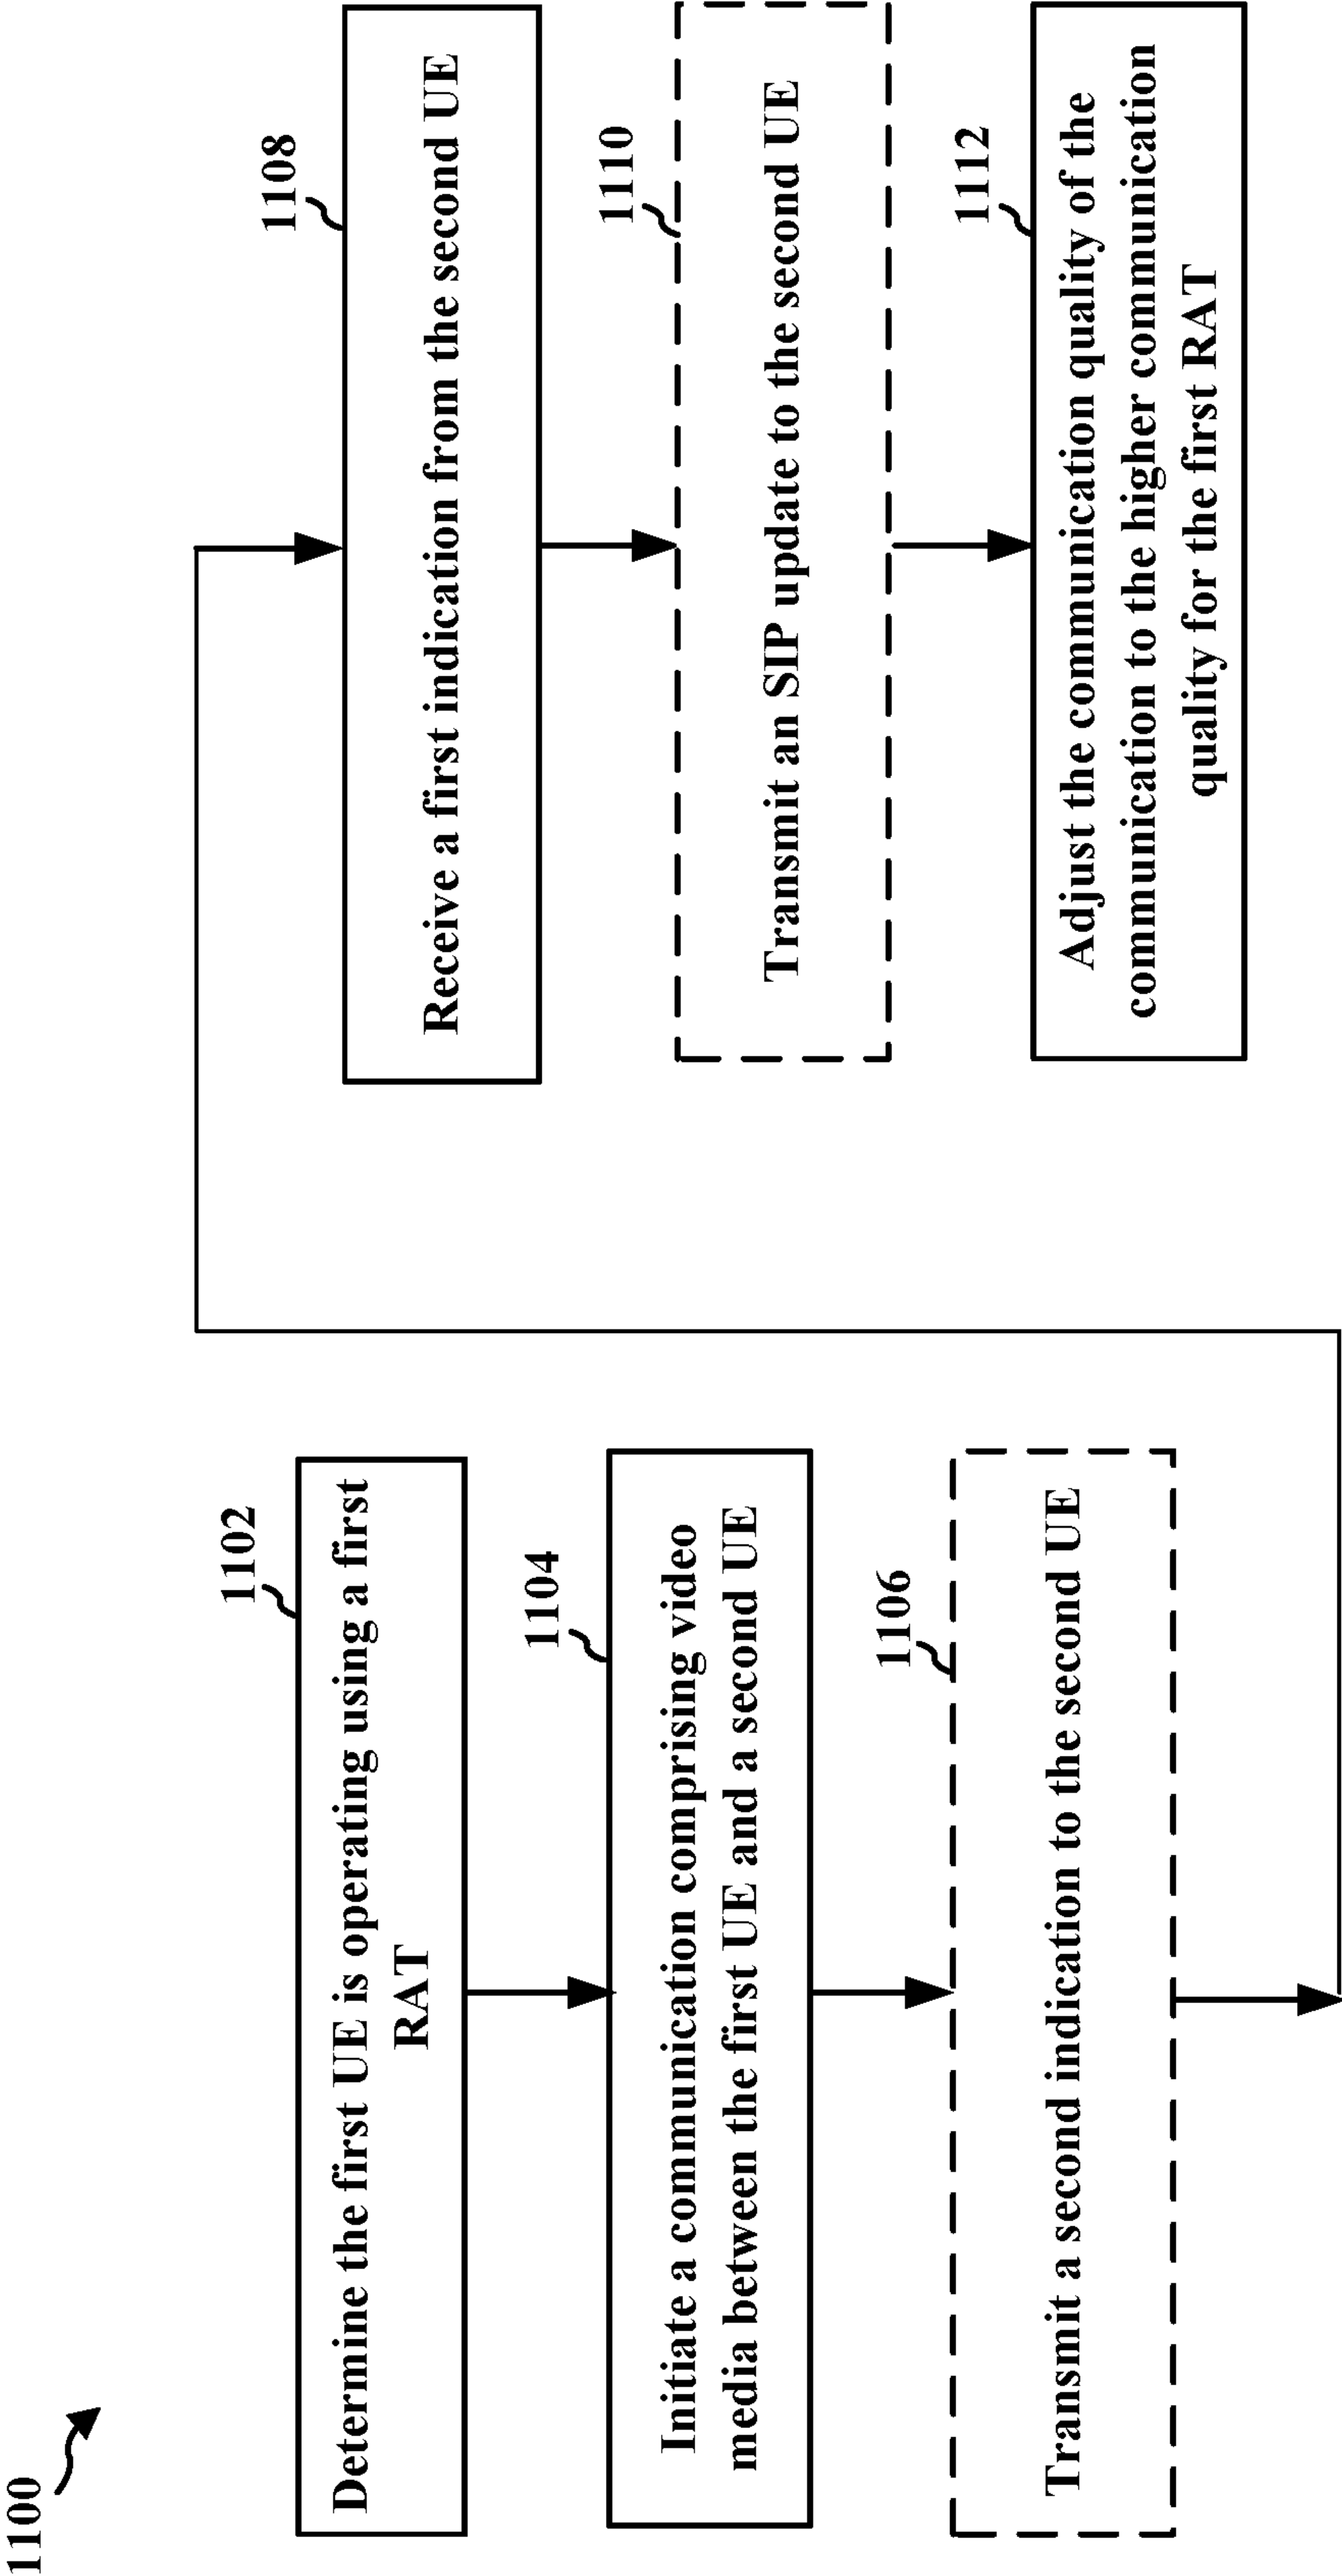 1100
1102
Determine the first UE is operating using a first
RAT
1104
Initiate a communication comprising video
media between the first UE and a second UE
1106
Transmit a second indication to the second UE
1108
Receive a first indication from the second UE
1110
Transmit an SIP update to the second UE
1112
Adjust the communication quality of the
communication to the higher communication
quality for the first RAT